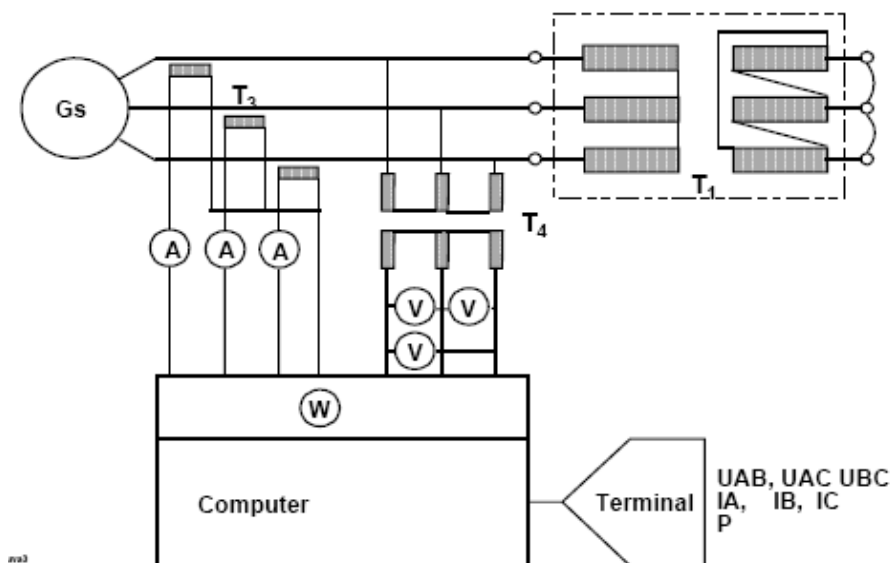 Gs
T3
T1
T4
A A A
V V
V
W
Computer
Terminal
UAB, UAC UBC
IA, IB, IC
P